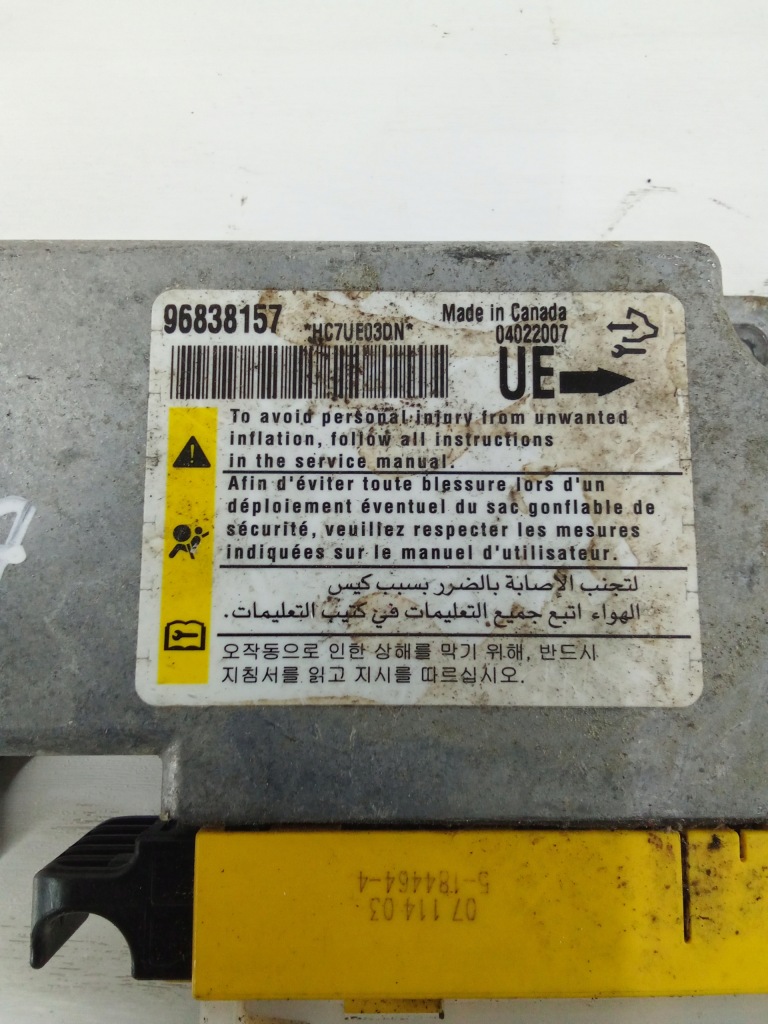 96838157
*HC7UE03DN*
Made in Canada
04022007
UE
To avoid personal injury from unwanted
inflation, follow all instructions
in the service manual.
Afin d'éviter toute blessure lors d'un
déploiement éventuel du sac gonflable de
sécurité, veuillez respecter les mesures
indiquées sur le manuel d'utilisateur.
لتجنب الإصابة بالضرر بسبب كيس
الهواء اتبع جميع التعليمات في كتيب التعليمات.
오작동으로 인한 상해를 막기 위해, 반드시
지침서를 읽고 지시를 따르십시오.
07 114 03
5-184464-4